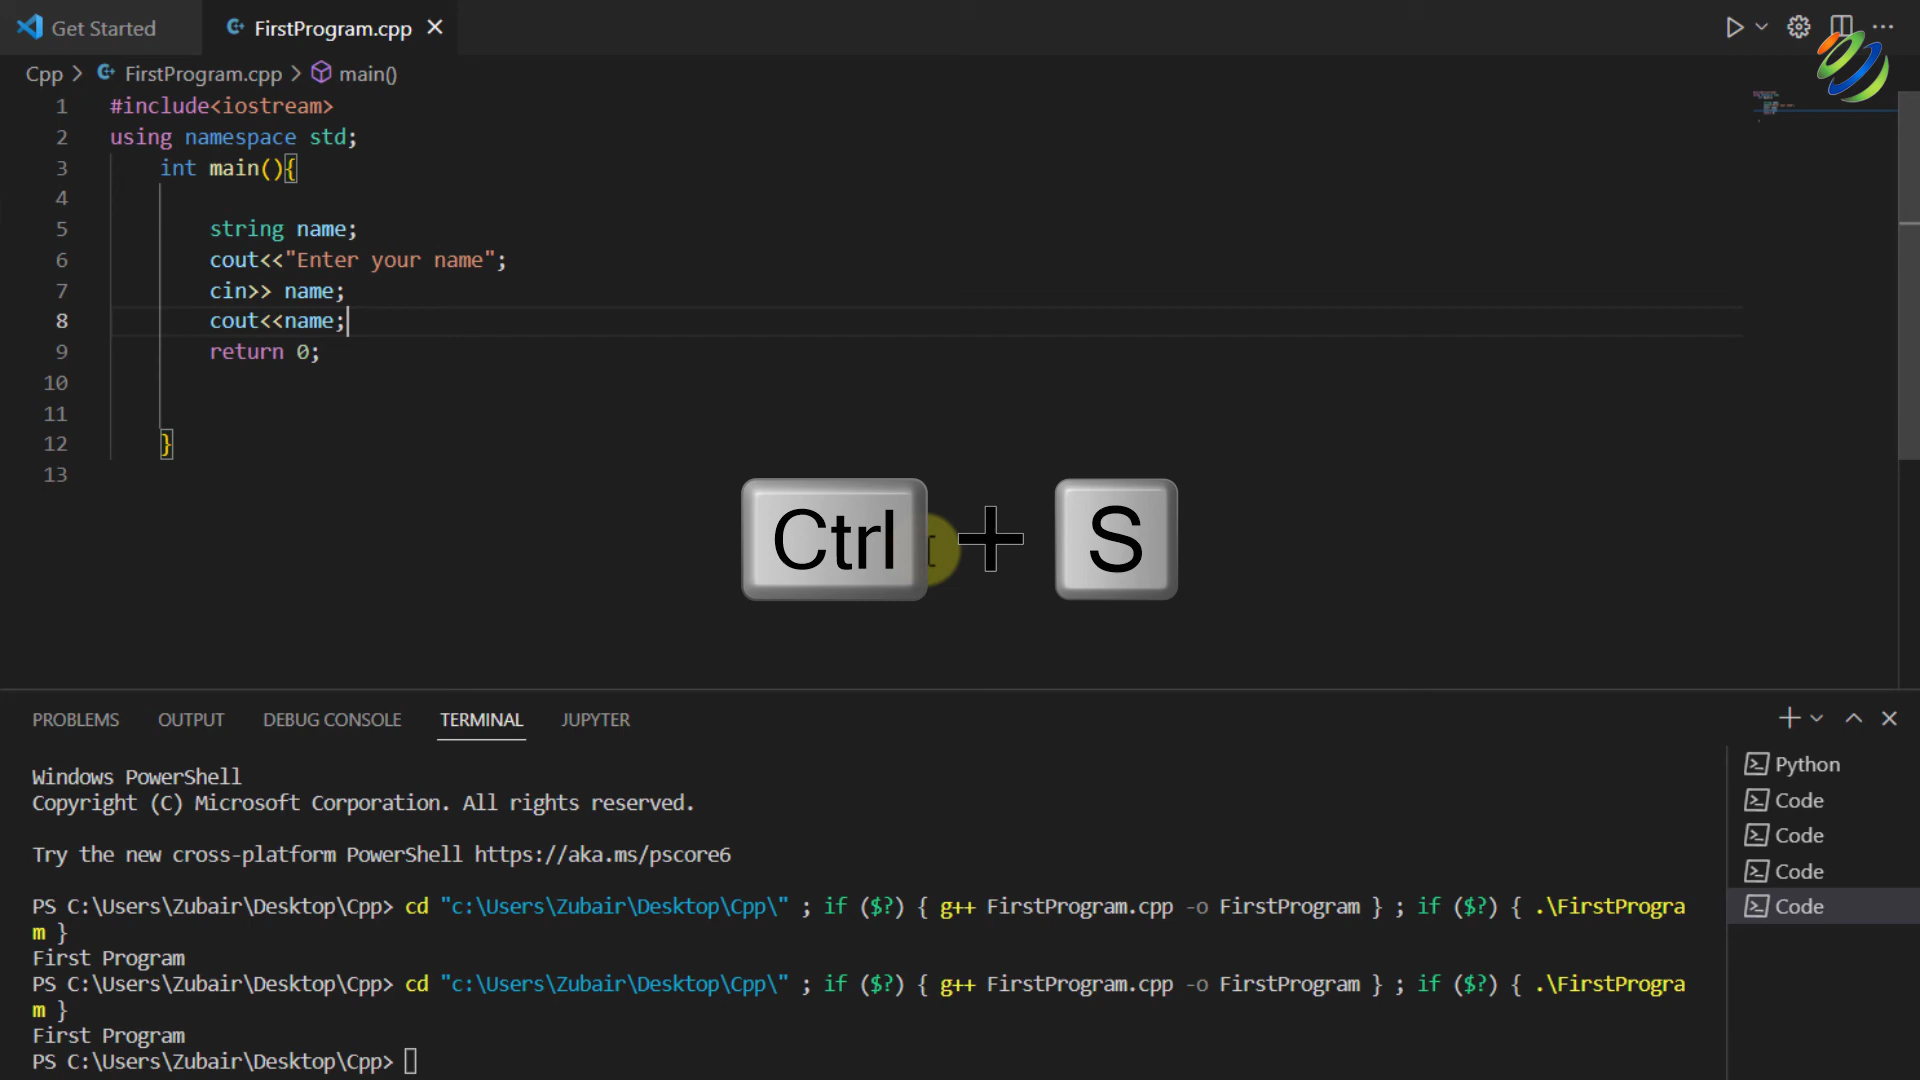 Get Started
FirstProgram.cpp
Cpp > FirstProgram.cpp > main()
1 #include<iostream>
2 using namespace std;
3 int main(){
4
5 string name;
6 cout<<"Enter your name";
7 cin>> name;
8 cout<<name;
9 return 0;
10
11
12 }
13
Ctrl + S
PROBLEMS OUTPUT DEBUG CONSOLE TERMINAL JUPYTER
Windows PowerShell
Copyright (C) Microsoft Corporation. All rights reserved.
Try the new cross-platform PowerShell https://aka.ms/pscore6
PS C:\Users\Zubair\Desktop\Cpp> cd "c:\Users\Zubair\Desktop\Cpp\" ; if ($?) { g++ FirstProgram.cpp -o FirstProgram } ; if ($?) { .\FirstProgra
m }
First Program
PS C:\Users\Zubair\Desktop\Cpp> cd "c:\Users\Zubair\Desktop\Cpp\" ; if ($?) { g++ FirstProgram.cpp -o FirstProgram } ; if ($?) { .\FirstProgra
m }
First Program
PS C:\Users\Zubair\Desktop\Cpp>
Python
Code
Code
Code
Code